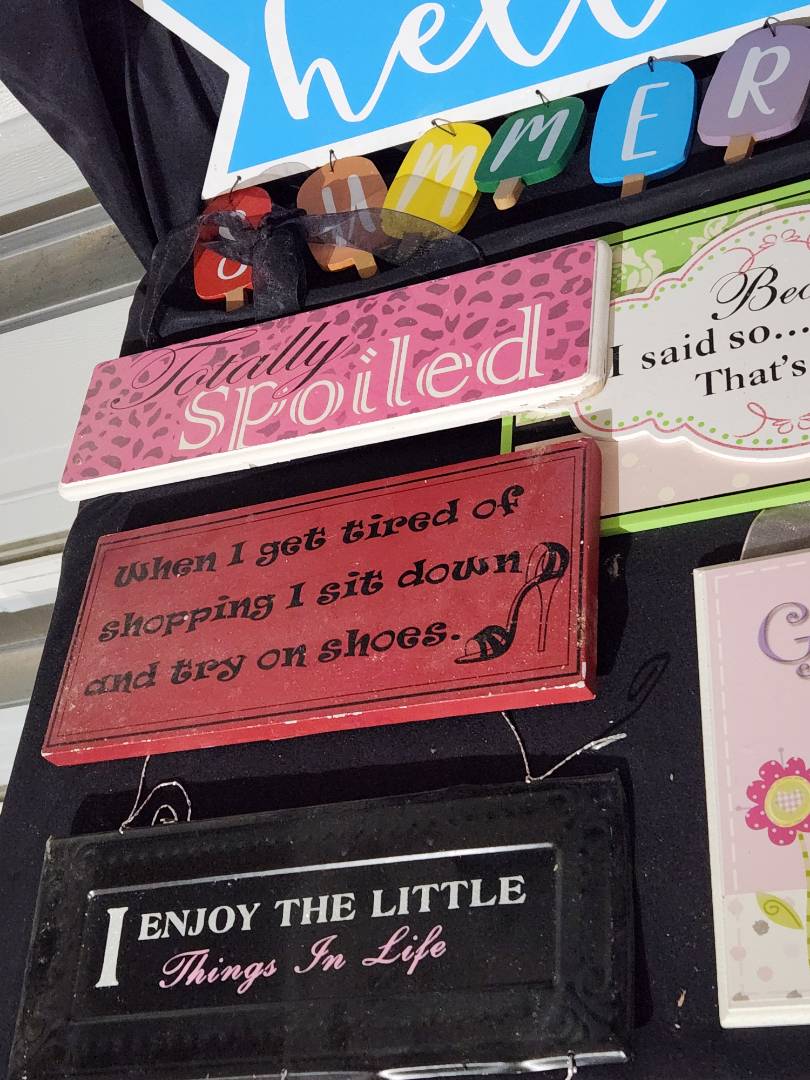 hell
SUMMER
Totally
spoiled
I said so...
That's
When I get tired of
shopping I sit down
and try on shoes.
I ENJOY THE LITTLE
Things In Life